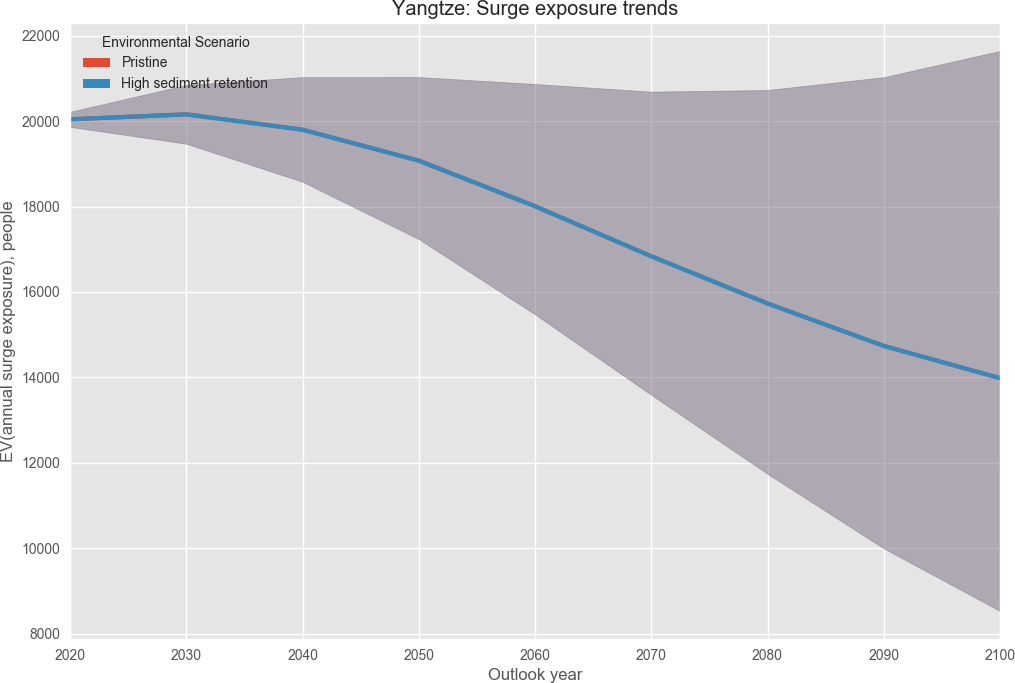 Yangtze: Surge exposure trends
Environmental Scenario
Pristine
High sediment retention
EV(annual surge exposure), people
22000
20000
18000
16000
14000
12000
10000
8000
2020 2030 2040 2050 2060 2070 2080 2090 2100
Outlook year